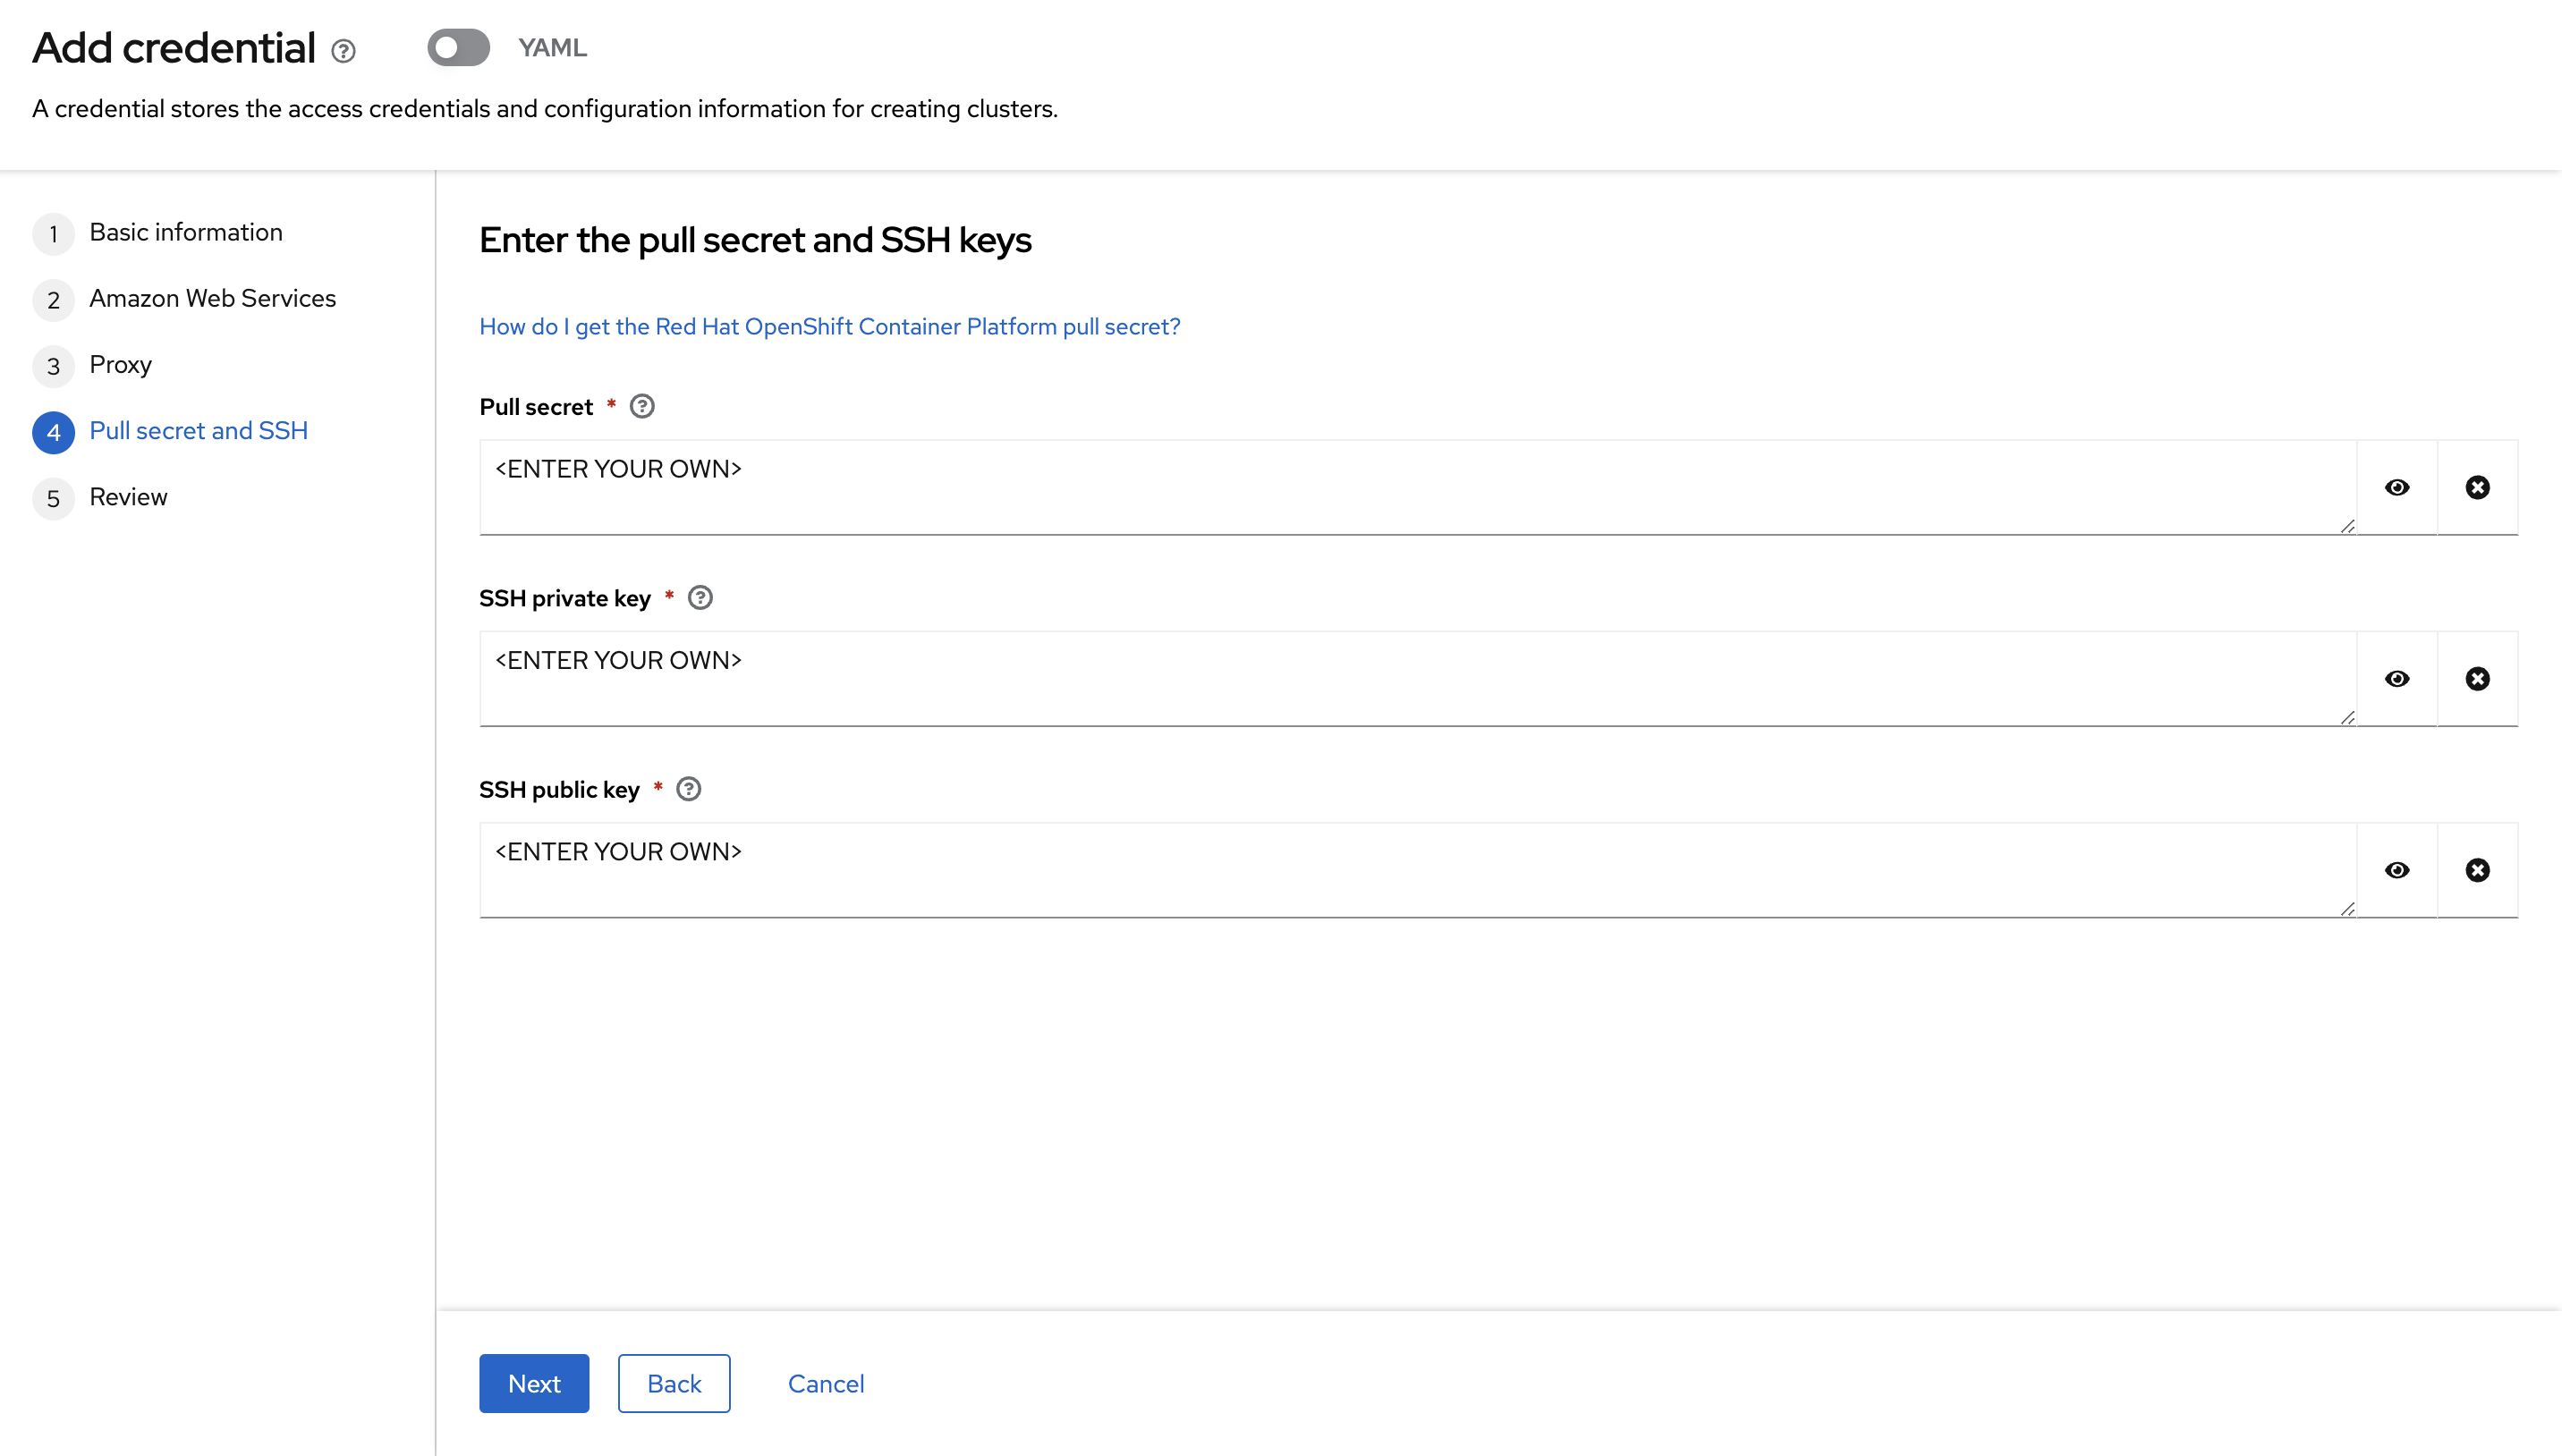 Add credential
YAML
A credential stores the access credentials and configuration information for creating clusters.
1 Basic information
2 Amazon Web Services
3 Proxy
4 Pull secret and SSH
5 Review
Enter the pull secret and SSH keys
How do I get the Red Hat OpenShift Container Platform pull secret?
Pull secret *
<ENTER YOUR OWN>
SSH private key *
<ENTER YOUR OWN>
SSH public key *
<ENTER YOUR OWN>
Next Back Cancel